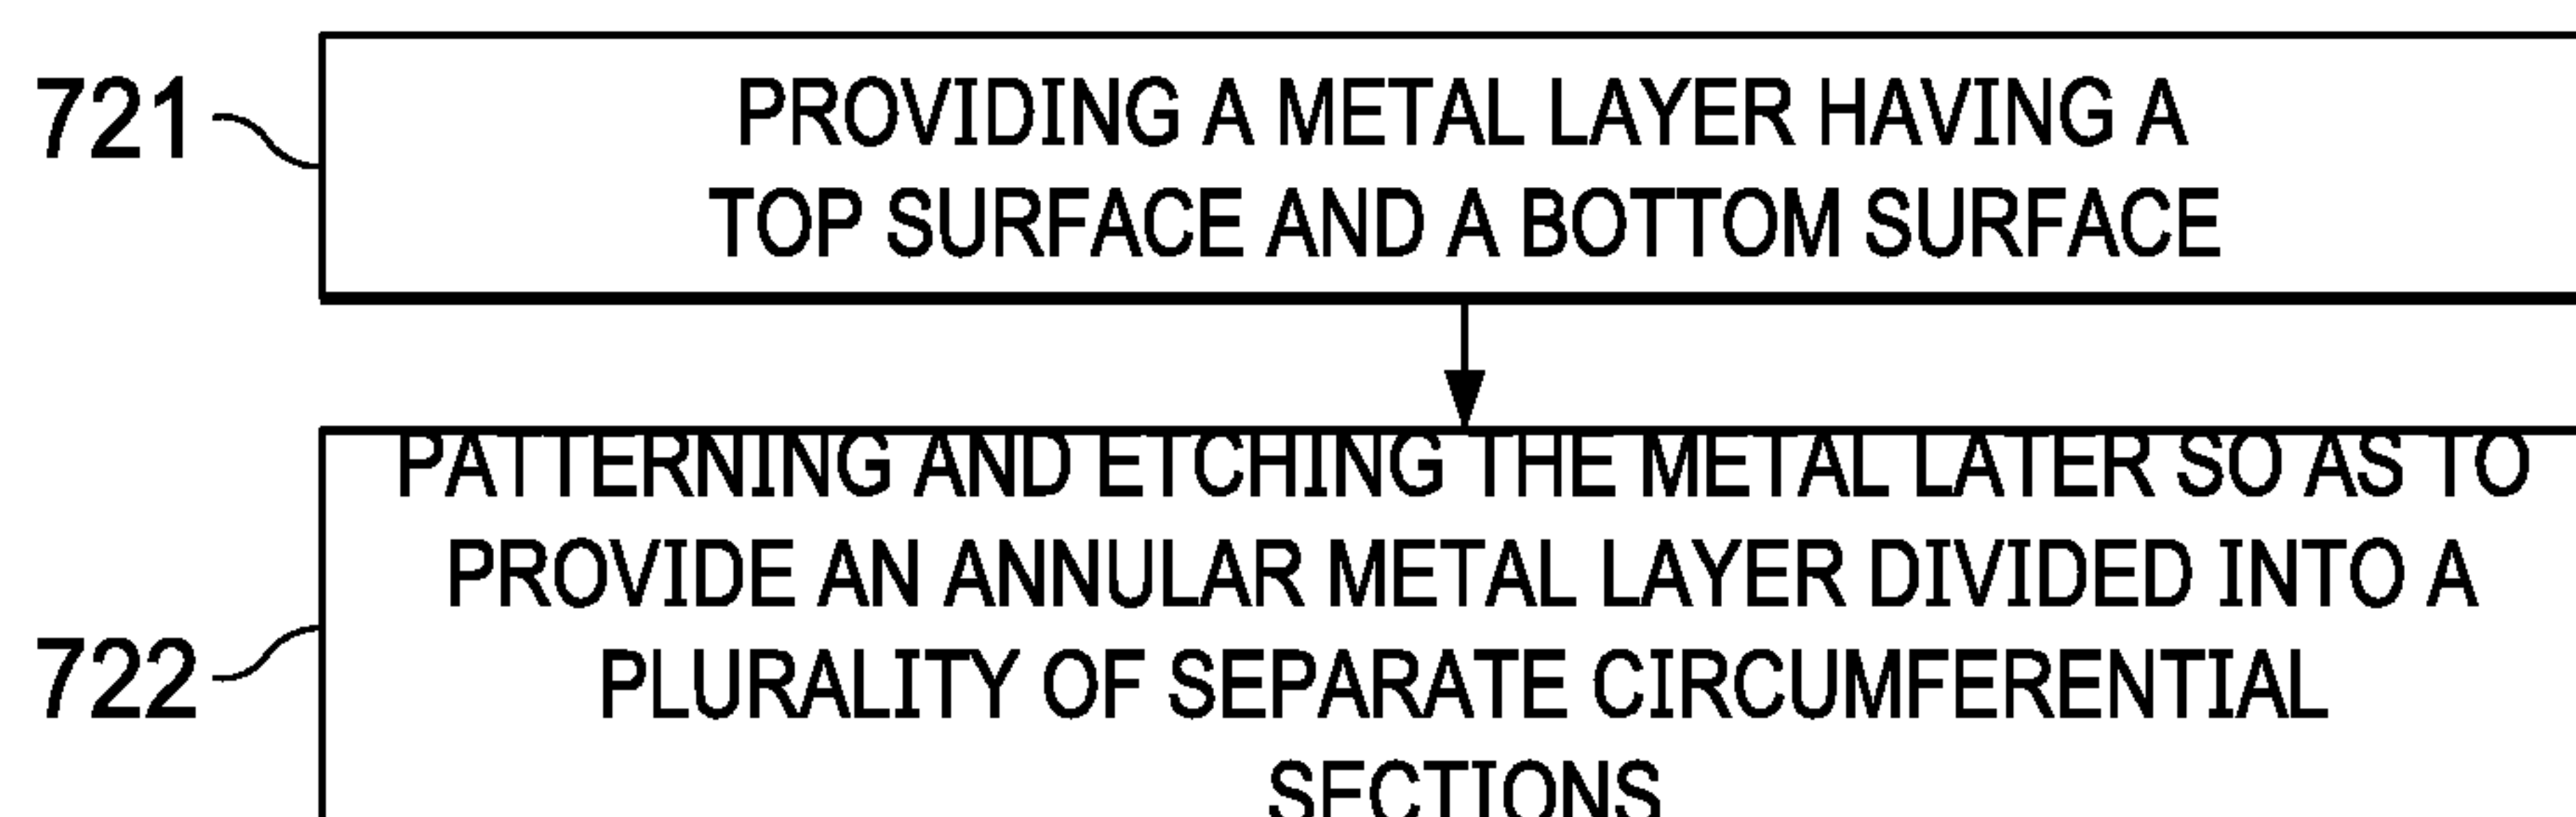 721
PROVIDING A METAL LAYER HAVING A
TOP SURFACE AND A BOTTOM SURFACE
PATTERNING AND ETCHING THE METAL LATER SO AS TO
PROVIDE AN ANNULAR METAL LAYER DIVIDED INTO A
722
PLURALITY OF SEPARATE CIRCUMFERENTIAL
SECTIONS